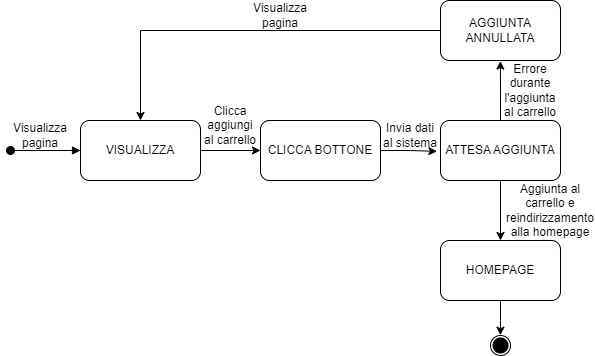 Visualizza
pagina
AGGIUNTA
ANNULLATA
Errore
durante
l'aggiunta
al carrello
Visualizza
pagina
VISUALIZZA
Clicca
aggiungi
al carrello
CLICCA BOTTONE
Invia dati
al sistema
ATTESA AGGIUNTA
Aggiunta al
carrello e
reindirizzamento
alla homepage
HOMEPAGE